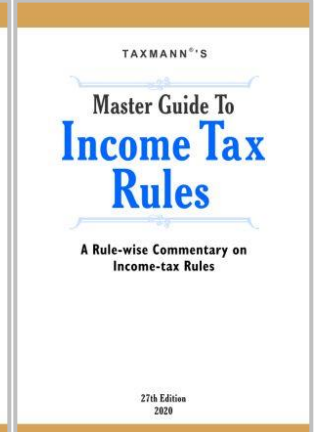 TAXMANN®'S
Master Guide To
Income Tax
Rules
A Rule-wise Commentary on
Income-tax Rules
27th Edition
2020